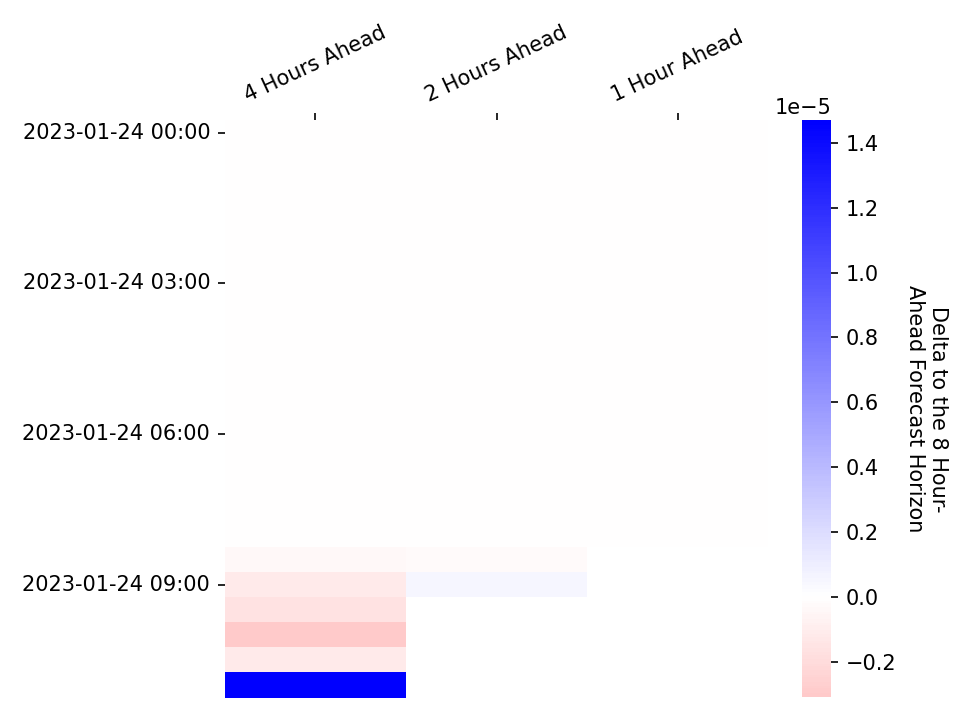 4 Hours Ahead
2 Hours Ahead
1 Hour Ahead
2023-01-24 00:00
2023-01-24 03:00
2023-01-24 06:00
2023-01-24 09:00
1e−5
1.4
1.2
1.0
0.8
0.6
0.4
0.2
0.0
−0.2
Delta to the 8 Hour-
Ahead Forecast Horizon